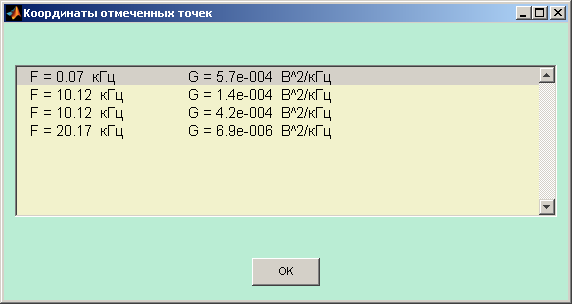 Координаты отмеченных точек
F = 0.07 кГц G = 5.7e-004 В^2/кГц
F = 10.12 кГц G = 1.4e-004 В^2/кГц
F = 10.12 кГц G = 4.2e-004 В^2/кГц
F = 20.17 кГц G = 6.9e-006 В^2/кГц
OK